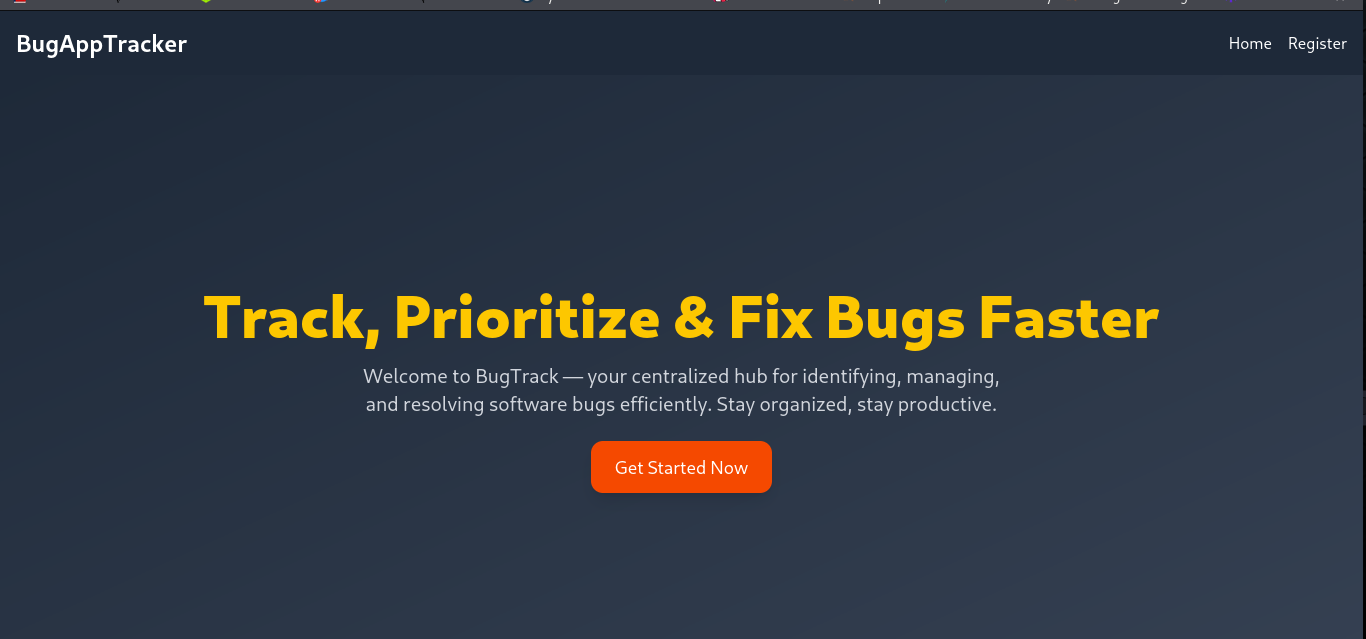 BugAppTracker
Home Register
Track, Prioritize & Fix Bugs Faster
Welcome to BugTrack — your centralized hub for identifying, managing,
and resolving software bugs efficiently. Stay organized, stay productive.
Get Started Now